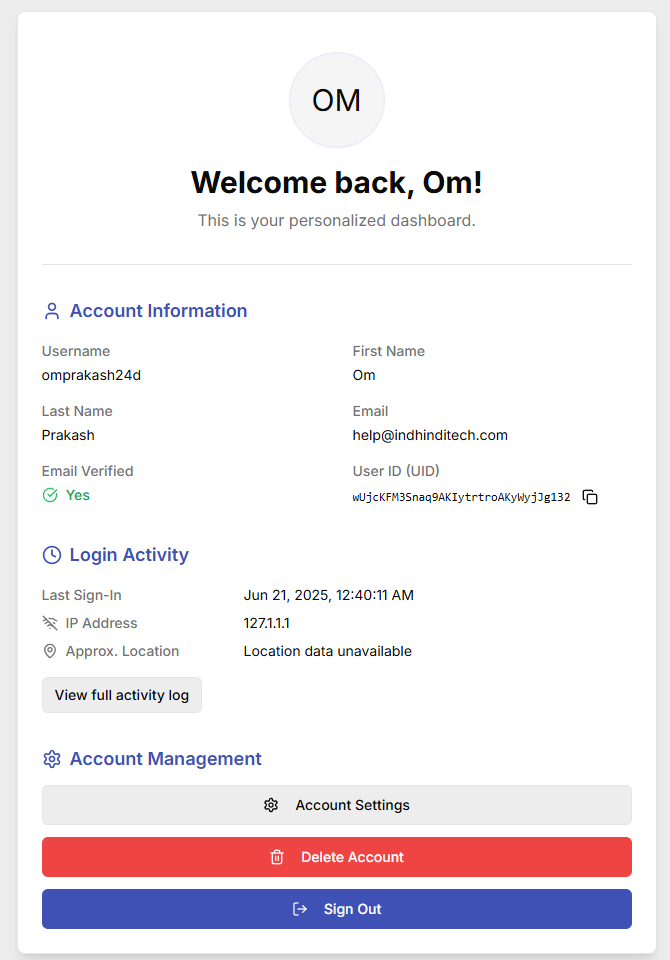 OM
Welcome back, Om!
This is your personalized dashboard.
Account Information
Username
omprakash24d
First Name
Om
Last Name
Prakash
Email
help@indhinditech.com
Email Verified
Yes
User ID (UID)
wUjcKFM3Snaq9AKIytrtroAKyWyjJg132
Login Activity
Last Sign-In Jun 21, 2025, 12:40:11 AM
IP Address 127.1.1.1
Approx. Location Location data unavailable
View full activity log
Account Management
Account Settings
Delete Account
Sign Out